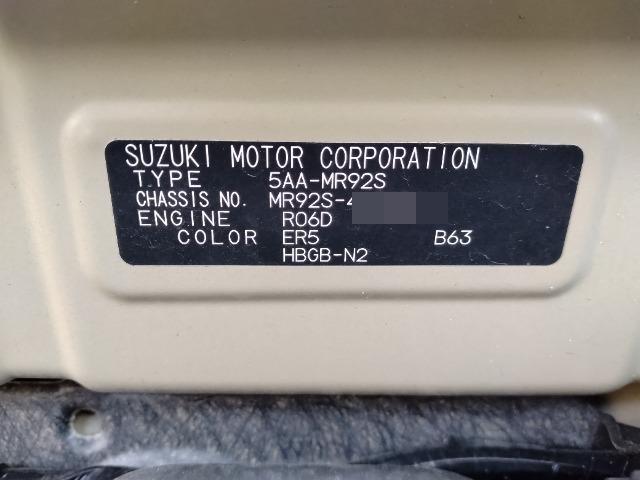 SUZUKI MOTOR CORPORATION
TYPE 5AA-MR92S
CHASSIS NO. MR92S-4
ENGINE R06D
COLOR ER5 B63
HBGB-N2